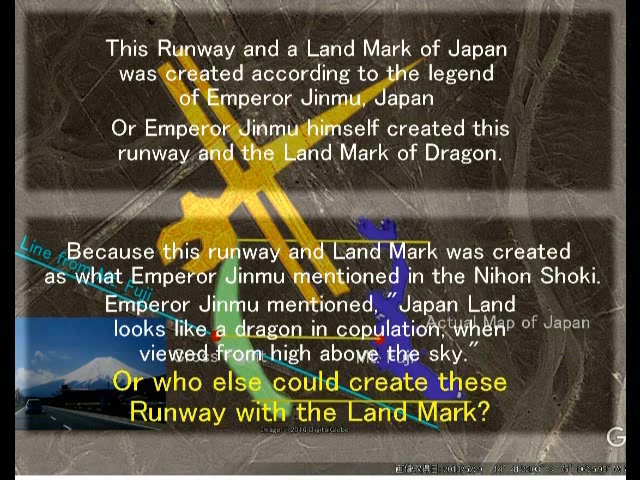 This Runway and a Land Mark of Japan
was created according to the legend
of Emperor Jinmu, Japan
Or Emperor Jinmu himself created this
runway and the Land Mark of Dragon.
Line from Mt. Fuji
Because this runway and Land Mark was created
as what Emperor Jinmu mentioned in the Nihon Shoki.
Emperor Jinmu mentioned, "Japan Land
looks like a dragon in copulation, when
viewed from high above the sky."
Actual Map of Japan
Mt. Fuji
Or who else could create these
Runway with the Land Mark?
Image © 2016 DigitalGlobe
G